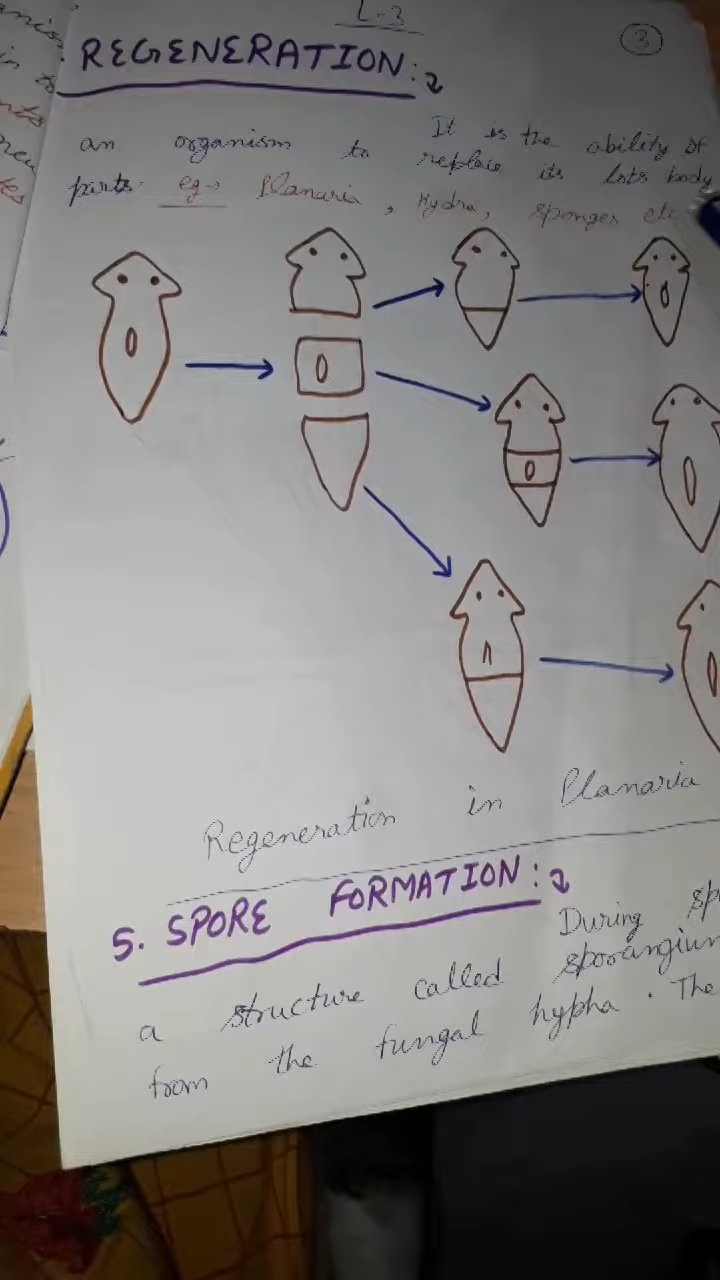 L-3
3
REGENERATION :-
It is the ability of
an organism to replace its lots body
parts. eg → Planaria, Hydra, sponges etc
Regeneration in Planaria
5. SPORE FORMATION :-
During
a structure called sporangium
from the fungal hypha. The